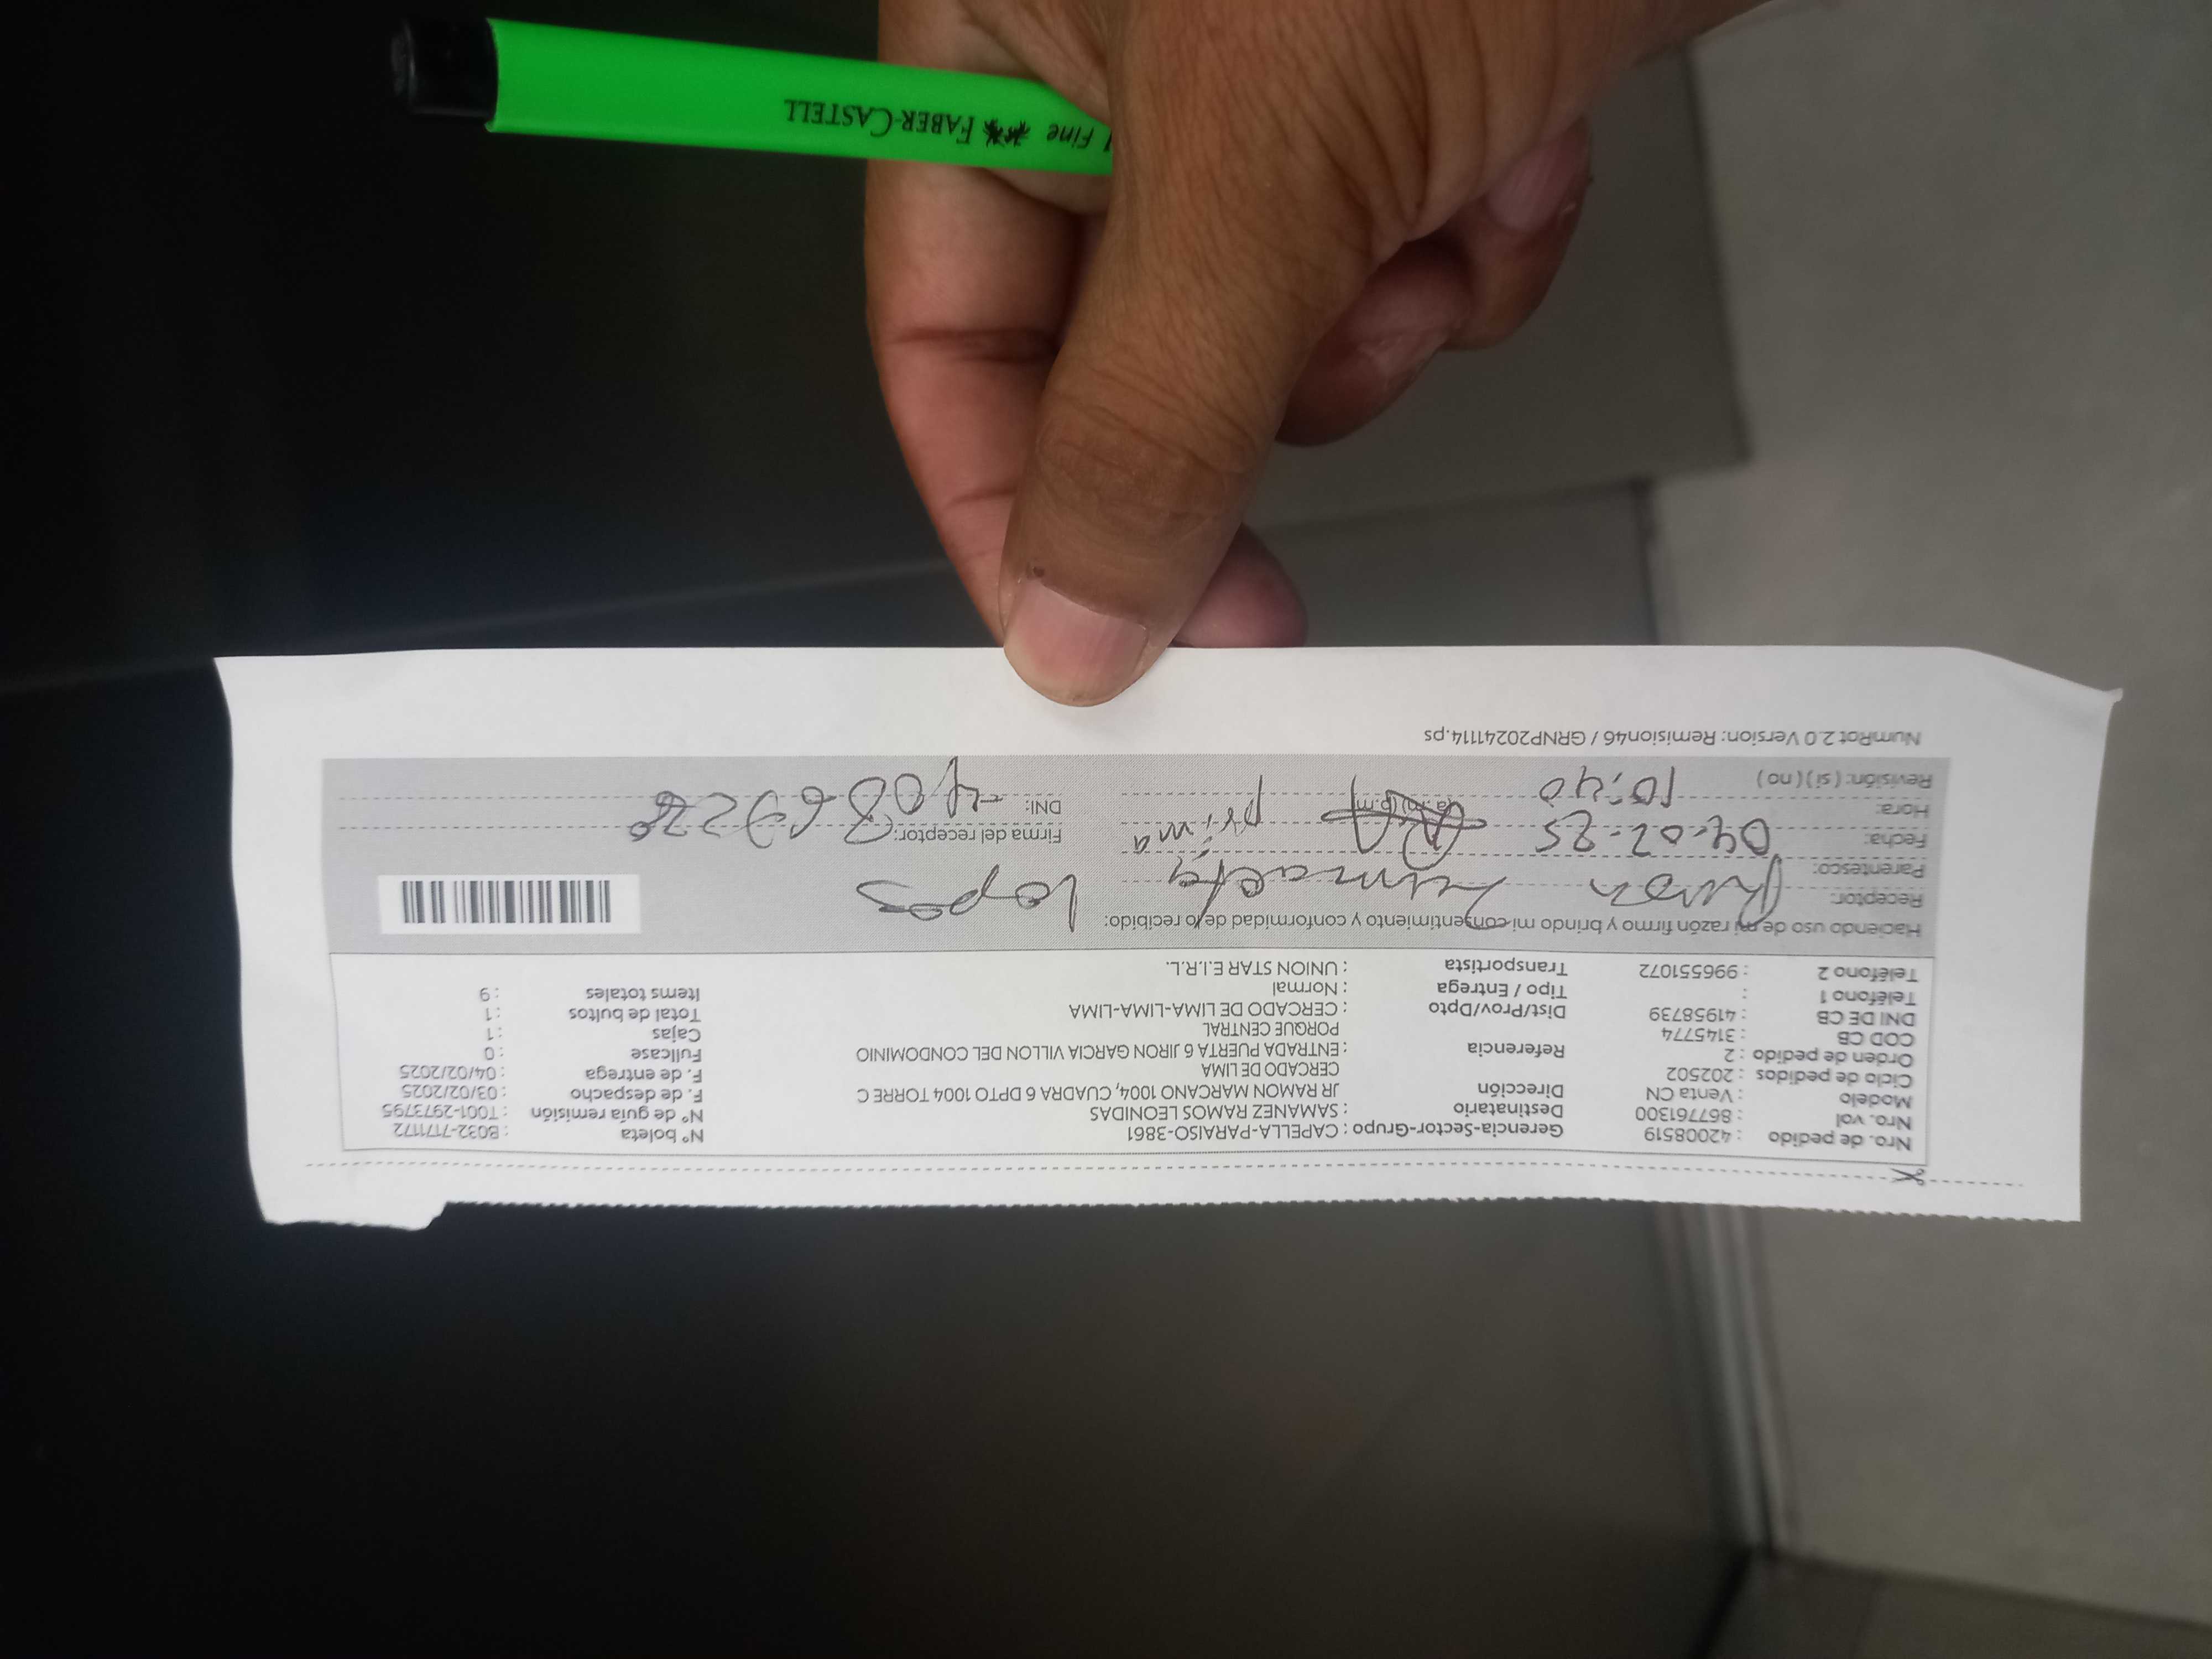 Nro. de pedido : 42008519 Gerencia-Sector-Grupo : CAPELLA-PARAISO-3861 N° boleta : B032-7171172
Nro. vol : 867761300 Destinatario : SAMANEZ RAMOS LEONIDAS N° de guía remisión : T001-2973795
Modelo : Venta CN Dirección JR RAMON MARCANO 1004, CUADRA 6 DPTO 1004 TORRE C F. de despacho : 03/02/2025
Ciclo de pedidos : 202502 CERCADO DE LIMA F. de entrega : 04/02/2025
Orden de pedido : 2 Referencia : ENTRADA PUERTA 6 JIRON GARCIA VILLON DEL CONDOMINIO Fullcase : 0
COD CB : 3145774 PORQUE CENTRAL Cajas : 1
DNI DE CB : 41958739 Dist/Prov/Dpto : CERCADO DE LIMA-LIMA-LIMA Total de bultos : 1
Teléfono 1 : Tipo / Entrega : Normal Items totales : 9
Teléfono 2 : 996551072 Transportista : UNION STAR E.I.R.L.
Haciendo uso de mi razón firmo y brindo mi consentimiento y conformidad de lo recibido:
Receptor: Lopes
Parentesco: prima
Fecha: 04-02-25 Firma del receptor:
Hora: 10:40 (a.m) (p.m) DNI:
Revisión: ( si ) ( no )
NumRot 2.0 Version: Remision46 / GRNP20241114.ps
Fine FABER-CASTELL